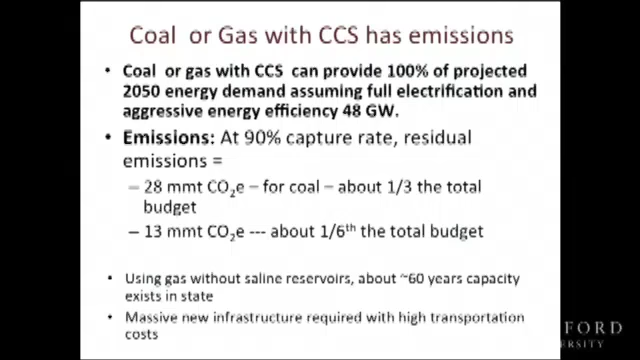 Coal or Gas with CCS has emissions
• Coal or gas with CCS can provide 100% of projected
2050 energy demand assuming full electrification and
aggressive energy efficiency 48 GW.
• Emissions: At 90% capture rate, residual
emissions =
– 28 mmt CO₂e – for coal – about 1/3 the total
budget
– 13 mmt CO₂e --- about 1/6th the total budget
• Using gas without saline reservoirs, about ~60 years capacity
exists in state
• Massive new infrastructure required with high transportation
costs
FORD
ERSITY